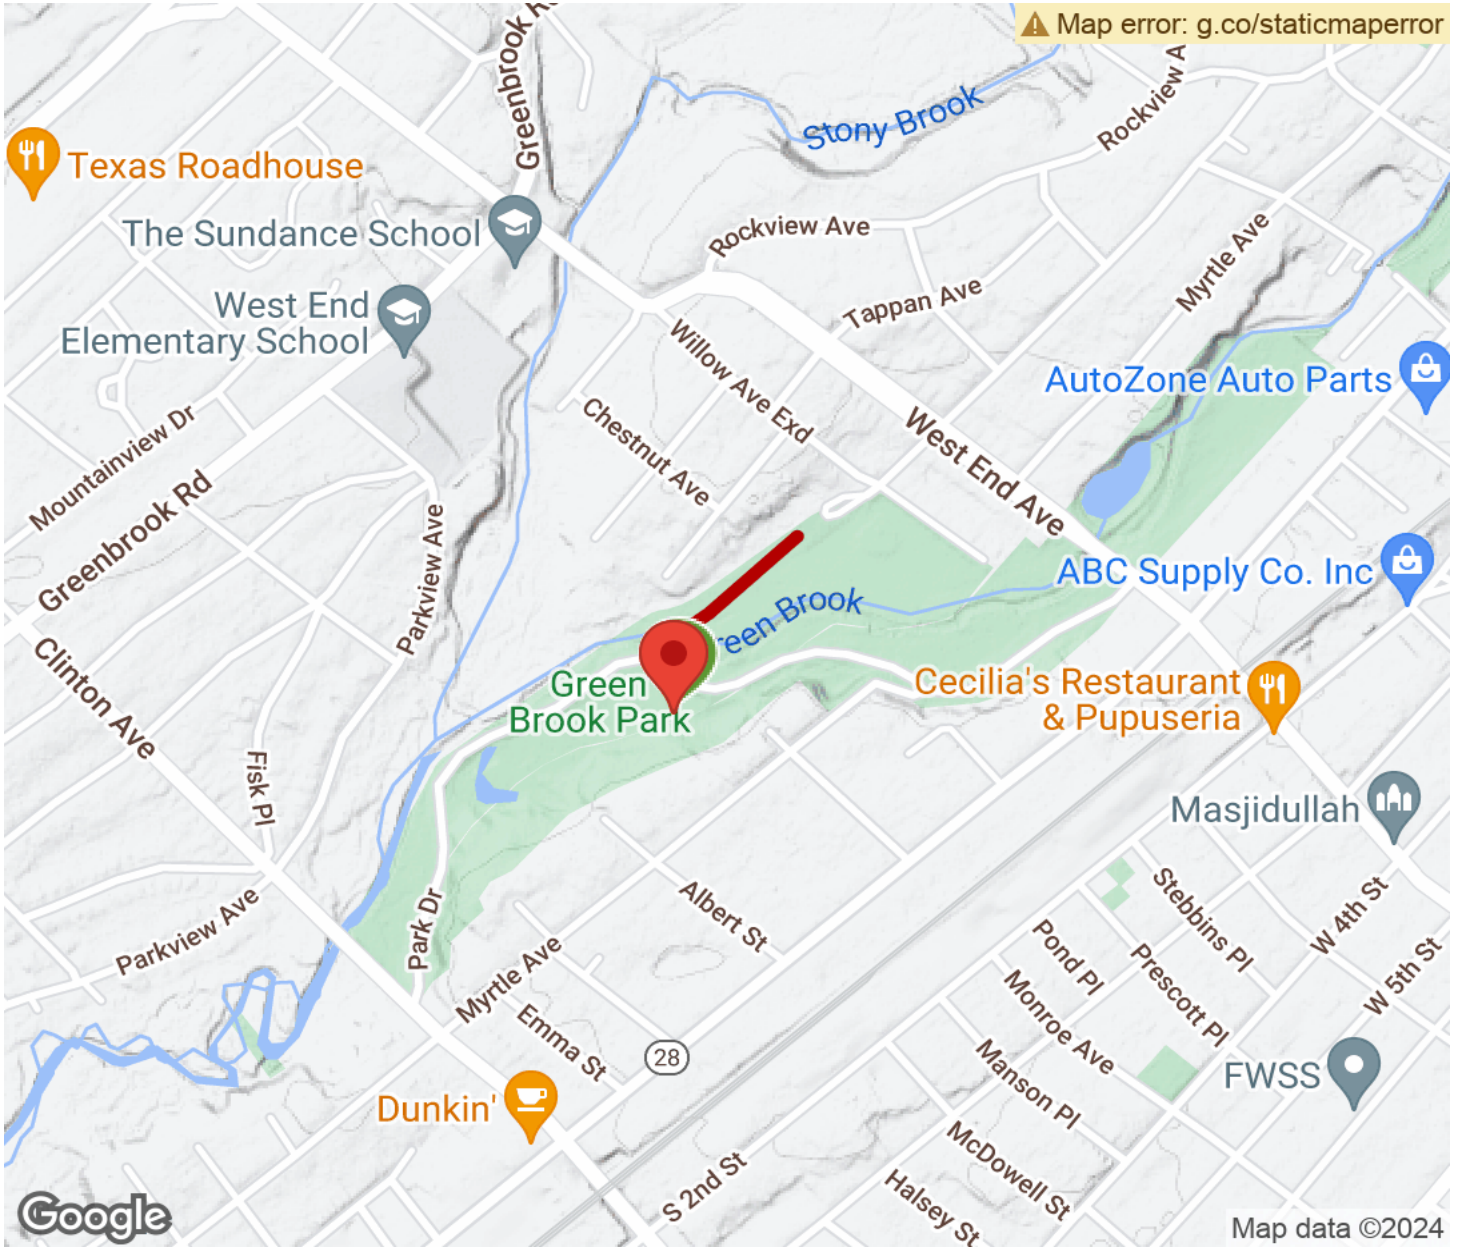 Map error: g.co/staticmaperror
Greenbrook R
Stony Brook
Rockview A
Texas Roadhouse
The Sundance School
Rockview Ave
Myrtle Ave
West End
Elementary School
Tappan Ave
Willow Ave Exd
AutoZone Auto Parts
Mountainview Dr
Chestnut Ave
West End Ave
Greenbrook Rd
Parkview Ave
ABC Supply Co. Inc
reen Brook
Clinton Ave
Green
Brook Park
Cecilia's Restaurant
& Pupuseria
Fisk Pl
Masjidullah
Parkview Ave
Park Dr
Albert St
Stebbins Pl
W 4th St
Myrtle Ave
Pond Pl
Prescott Pl
W 5th St
Emma St
28
Monroe Ave
Manson Pl
FWSS
Dunkin'
McDowell St
S 2nd St
Halsey St
Google
Map data ©2024